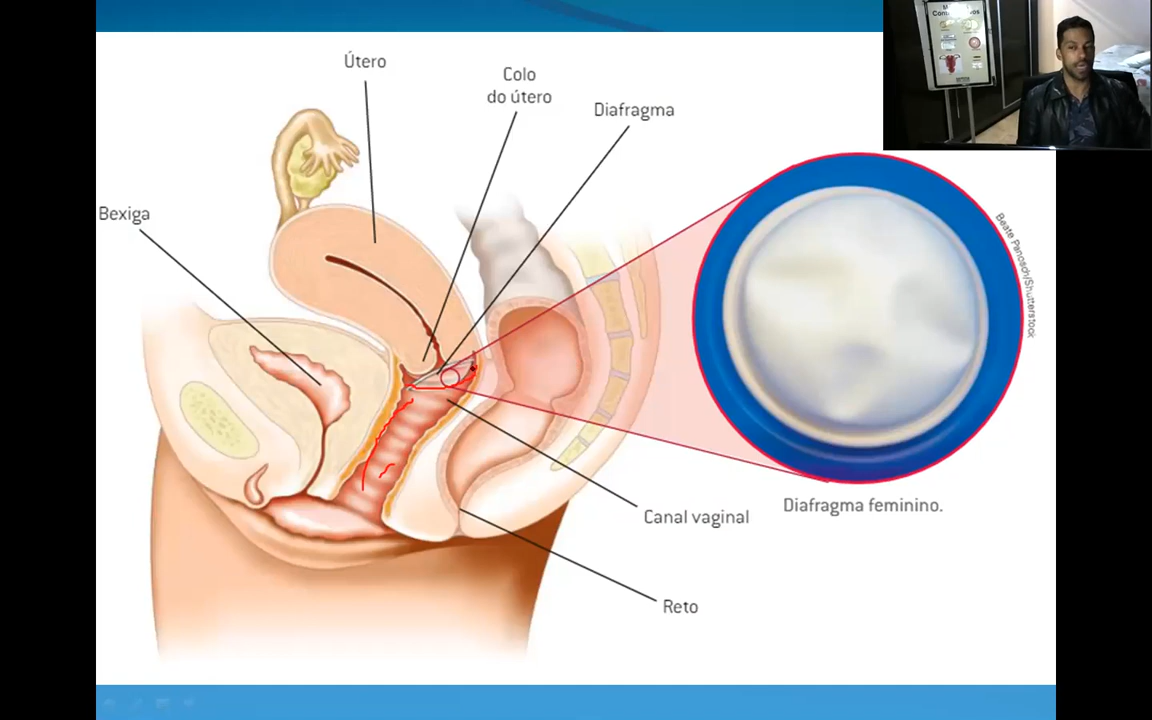 Útero
Colo
do útero
Diafragma
Bexiga
Beate Panosch/Shutterstock
Diafragma feminino.
Canal vaginal
Reto